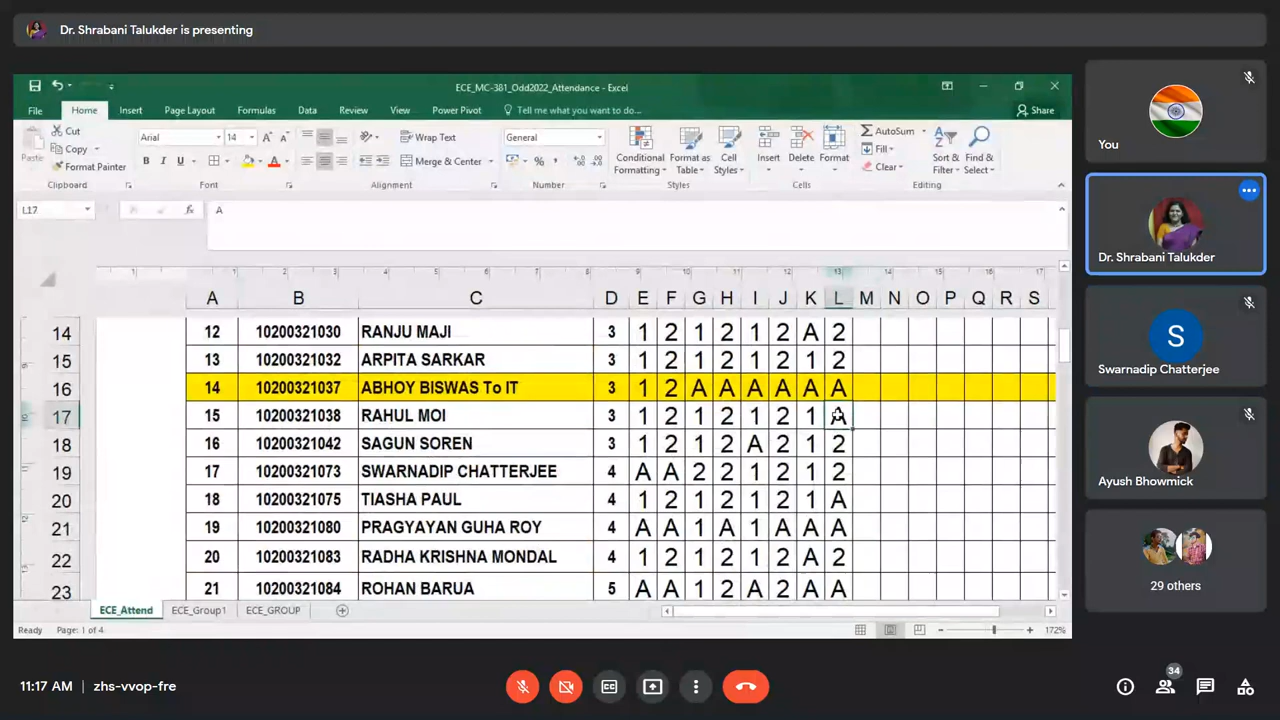 Dr. Shrabani Talukder is presenting
ECE_MC-381_Odd2022_Attendance - Excel
File Home Insert Page Layout Formulas Data Review View Power Pivot Tell me what you want to do... Share
Paste Cut Copy Format Painter
Arial 14 A A B I U A
Wrap Text Merge & Center
General % ,
Conditional Formatting Format as Table Cell Styles
Insert Delete Format
AutoSum Fill Clear Sort & Filter Find & Select
Clipboard Font Alignment Number Styles Cells Editing
L17 fx A
A B C D E F G H I J K L M N O P Q R S
14 12 10200321030 RANJU MAJI 3 1 2 1 2 1 2 A 2
15 13 10200321032 ARPITA SARKAR 3 1 2 1 2 1 2 1 2
16 14 10200321037 ABHOY BISWAS To IT 3 1 2 A A A A A A
17 15 10200321038 RAHUL MOI 3 1 2 1 2 1 2 1 A
18 16 10200321042 SAGUN SOREN 3 1 2 1 2 A 2 1 2
19 17 10200321073 SWARNADIP CHATTERJEE 4 A A 2 2 1 2 1 2
20 18 10200321075 TIASHA PAUL 4 1 2 1 2 1 2 1 A
21 19 10200321080 PRAGYAYAN GUHA ROY 4 A A 1 A 1 A A A
22 20 10200321083 RADHA KRISHNA MONDAL 4 1 2 1 2 1 2 A 2
23 21 10200321084 ROHAN BARUA 5 A A 1 2 A 2 A A
ECE_Attend ECE_Group1 ECE_GROUP
Ready Page: 1 of 4 172%
You
Dr. Shrabani Talukder
S
Swarnadip Chatterjee
Ayush Bhowmick
29 others
11:17 AM | zhs-vvop-fre
CC
34